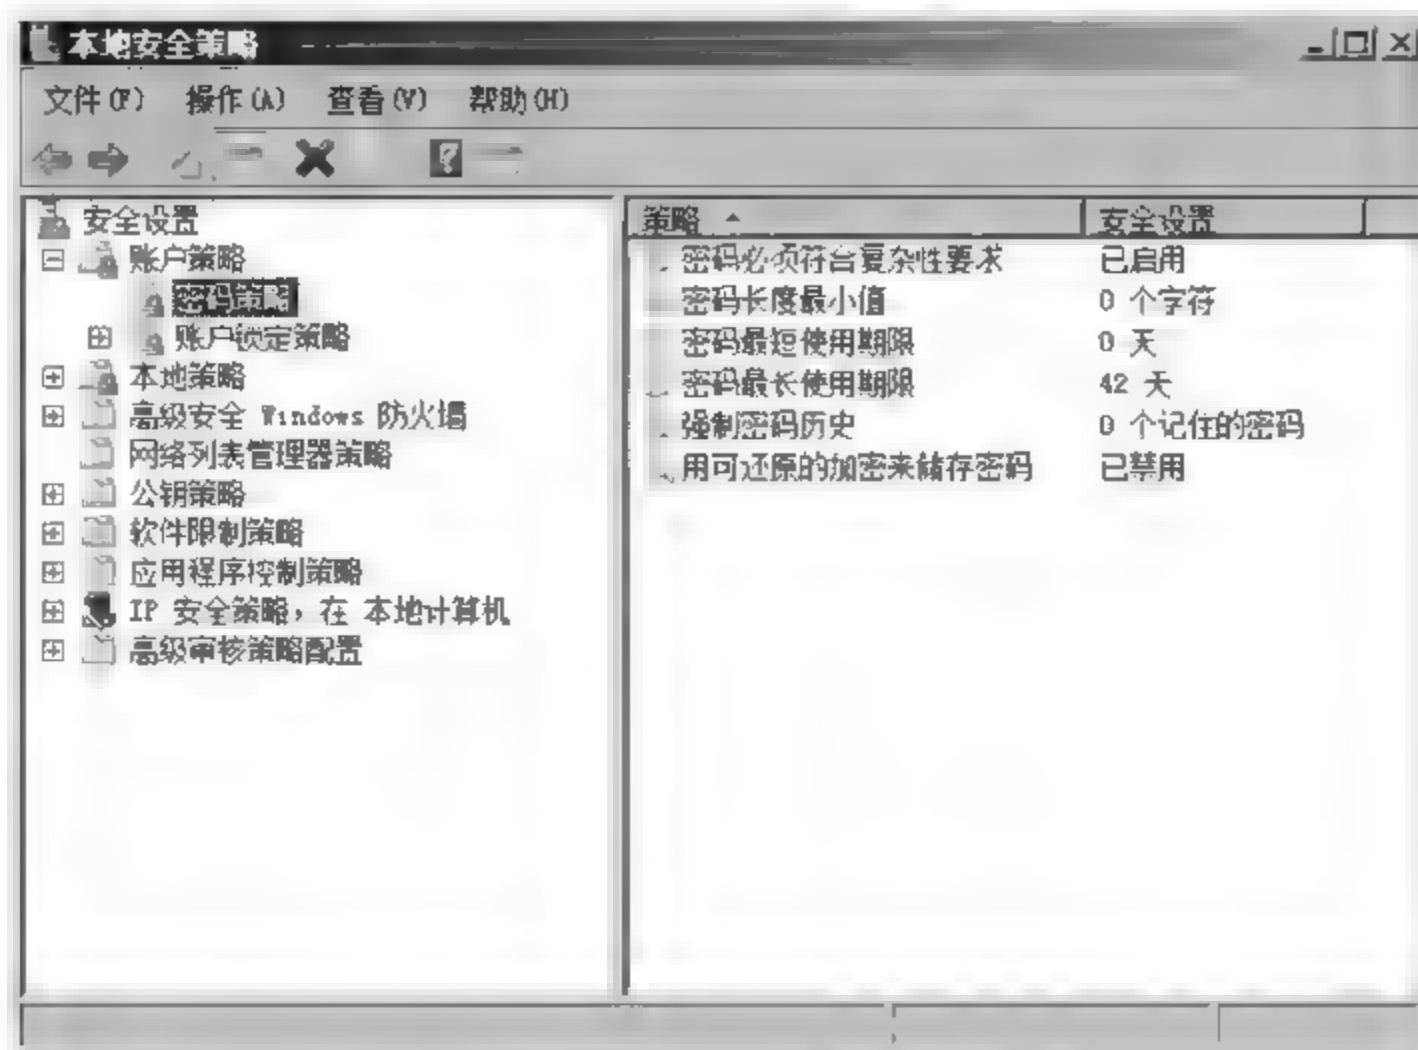 本地安全策略
文件(F) 操作(A) 查看(V) 帮助(H)
安全设置
账户策略
密码策略
账户锁定策略
本地策略
高级安全 Windows 防火墙
网络列表管理器策略
公钥策略
软件限制策略
应用程序控制策略
IP 安全策略，在 本地计算机
高级审核策略配置
策略 安全设置
密码必须符合复杂性要求 已启用
密码长度最小值 0 个字符
密码最短使用期限 0 天
密码最长使用期限 42 天
强制密码历史 0 个记住的密码
用可还原的加密来储存密码 已禁用